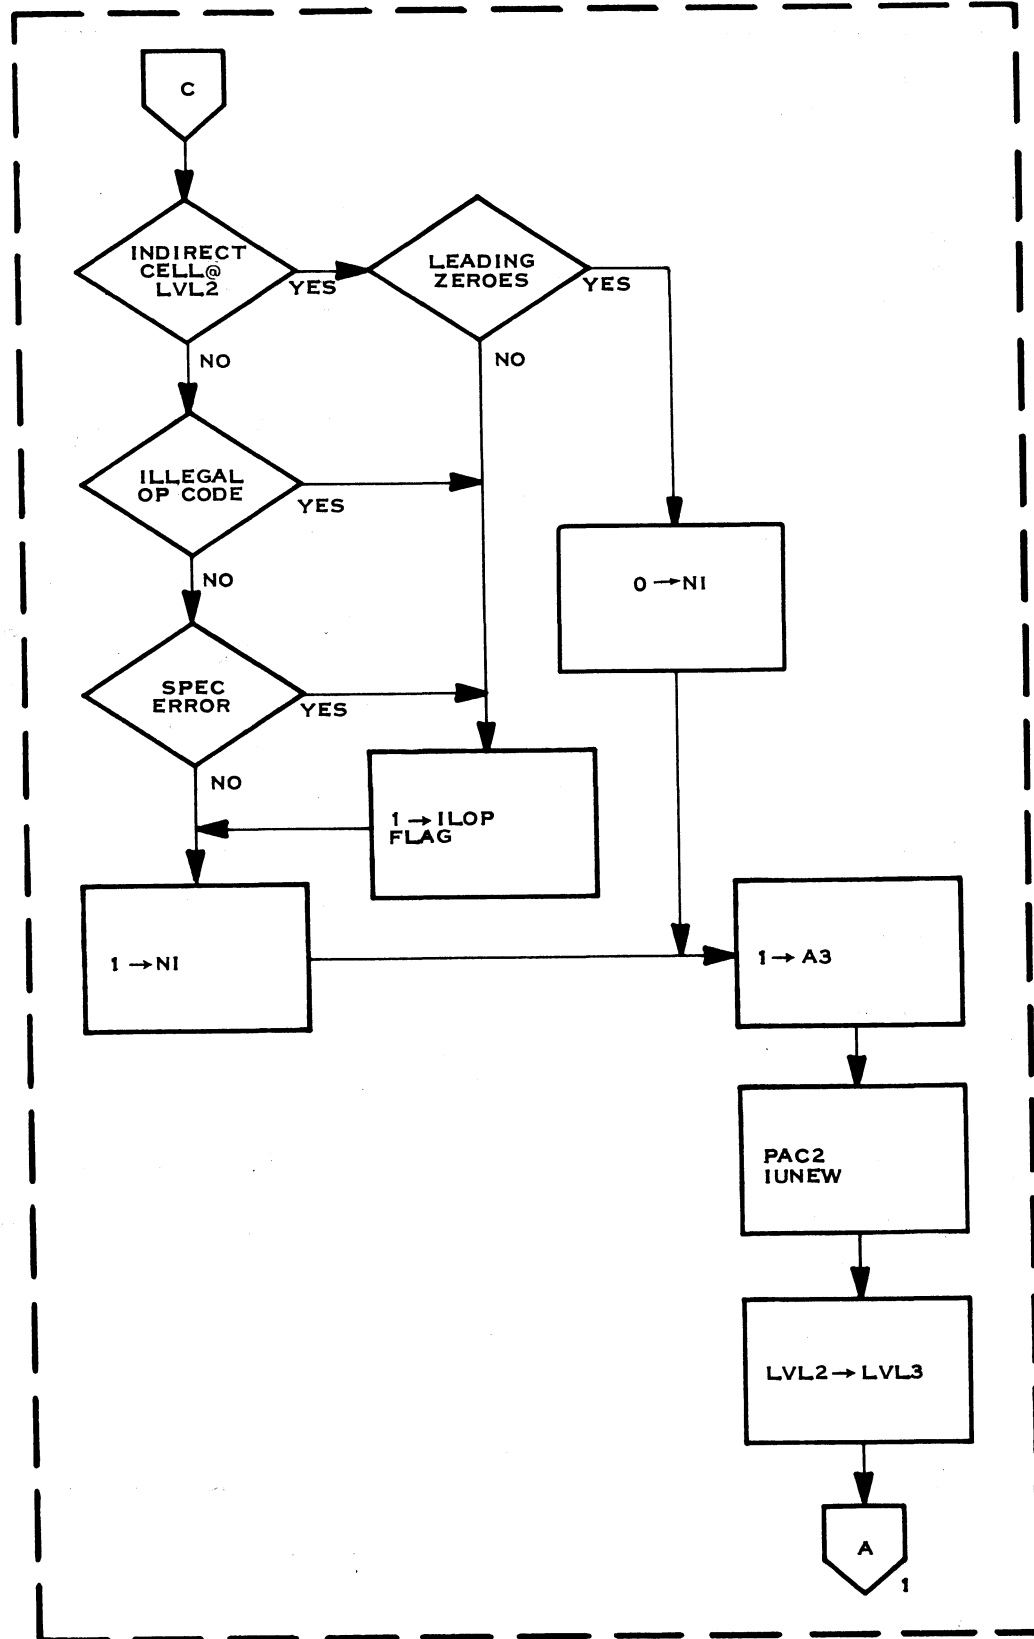 C
INDIRECT
CELL@
LVL2
YES
LEADING
ZEROES
YES
NO
NO
ILLEGAL
OP CODE
YES
NO
0→NI
SPEC
ERROR
YES
NO
1→ILOP
FLAG
1→NI
1→A3
PAC2
IUNEW
LVL2→LVL3
A
1